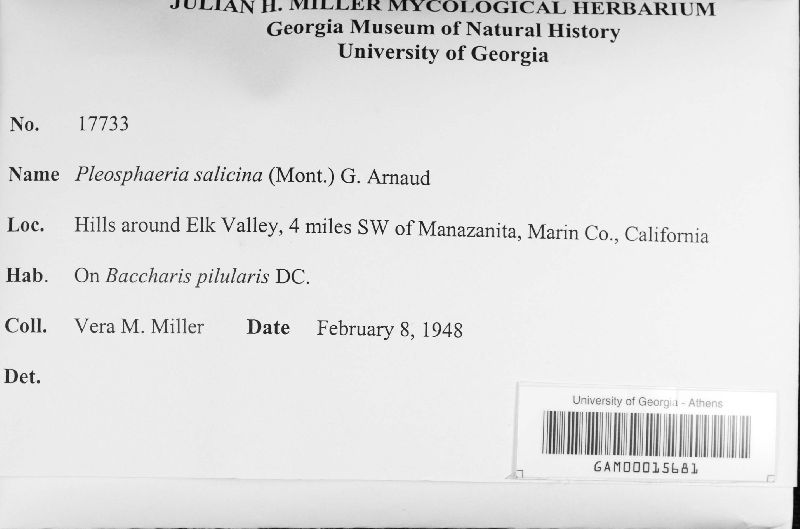 JULIAN H. MILLER MYCOLOGICAL HERBARIUM
Georgia Museum of Natural History
University of Georgia
No. 17733
Name Pleosphaeria salicina (Mont.) G. Arnaud
Loc. Hills around Elk Valley, 4 miles SW of Manazanita, Marin Co., California
Hab. On Baccharis pilularis DC.
Coll. Vera M. Miller Date February 8, 1948
Det.
University of Georgia - Athens
GAM00015681